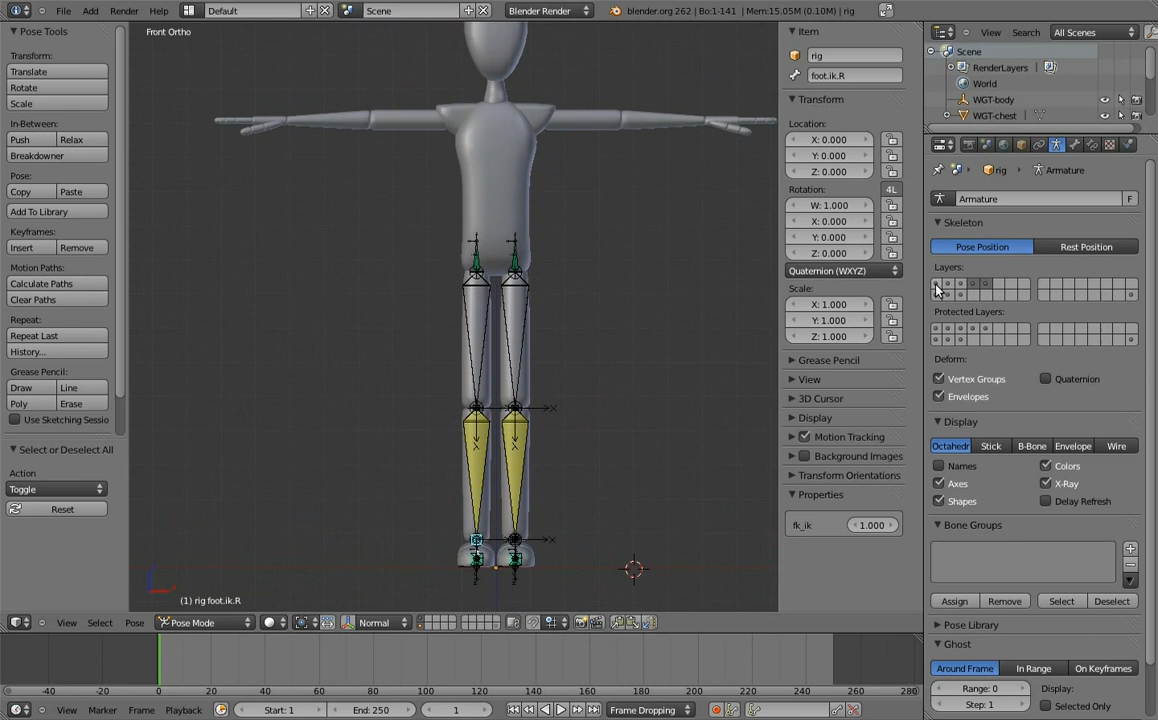 File Add Render Help Default Scene Blender Render blender.org 262 | Bo:1-141 | Mem:15.05M (0.10M) | rig
Pose Tools
Transform:
Translate
Rotate
Scale
In-Between:
Push Relax
Breakdowner
Pose:
Copy Paste
Add To Library
Keyframes:
Insert Remove
Motion Paths:
Calculate Paths
Clear Paths
Repeat:
Repeat Last
History...
Grease Pencil:
Draw Line
Poly Erase
Use Sketching Sessio
Select or Deselect All
Action
Toggle
Reset
Front Ortho
X
X
X
X
(1) rig foot.ik.R
Item
rig
foot.ik.R
Transform
Location:
X: 0.000
Y: 0.000
Z: 0.000
Rotation: 4L
W: 1.000
X: 0.000
Y: 0.000
Z: 0.000
Quaternion (WXYZ)
Scale:
X: 1.000
Y: 1.000
Z: 1.000
Grease Pencil
View
3D Cursor
Display
Motion Tracking
Background Images
Transform Orientations
Properties
fk_ik 1.000
View Search All Scenes
Scene
RenderLayers
World
WGT-body
WGT-chest
rig Armature
Armature F
Skeleton
Pose Position Rest Position
Layers:
Protected Layers:
Deform:
Vertex Groups Quaternion
Envelopes
Display
Octahedr Stick B-Bone Envelope Wire
Names Colors
Axes X-Ray
Shapes Delay Refresh
Bone Groups
Assign Remove Select Deselect
Pose Library
Ghost
Around Frame In Range On Keyframes
Range: 0 Display:
Step: 1 Selected Only
View Select Pose Pose Mode Normal
-40 -20 0 20 40 60 80 100 120 140 160 180 200 220 240 260 280
View Marker Frame Playback Start: 1 End: 250 1 Frame Dropping